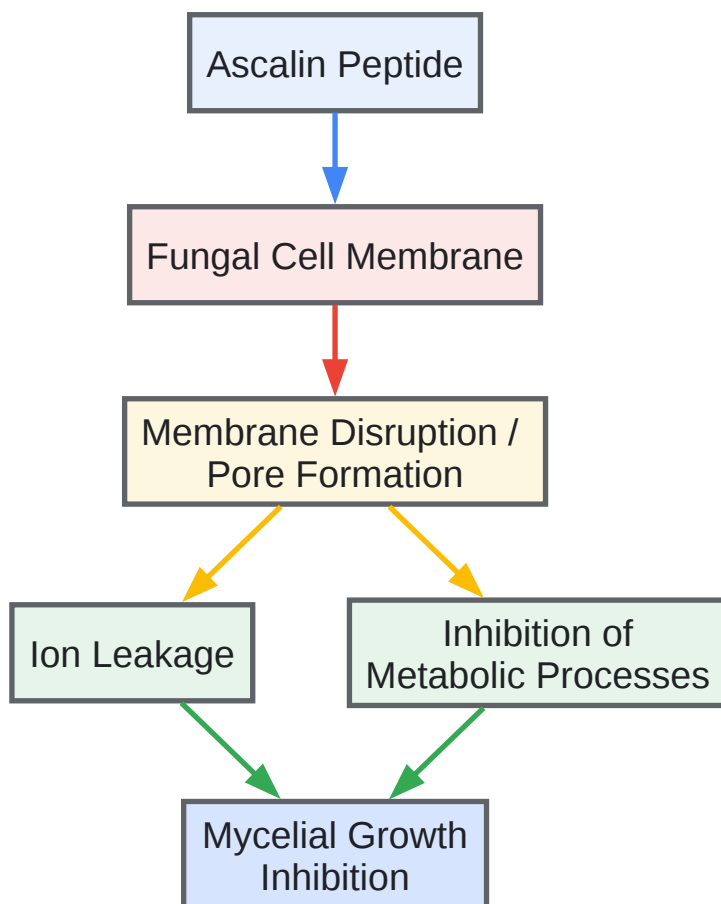 Ascalin Peptide
Fungal Cell Membrane
Membrane Disruption /
Pore Formation
Ion Leakage
Inhibition of
Metabolic Processes
Mycelial Growth
Inhibition